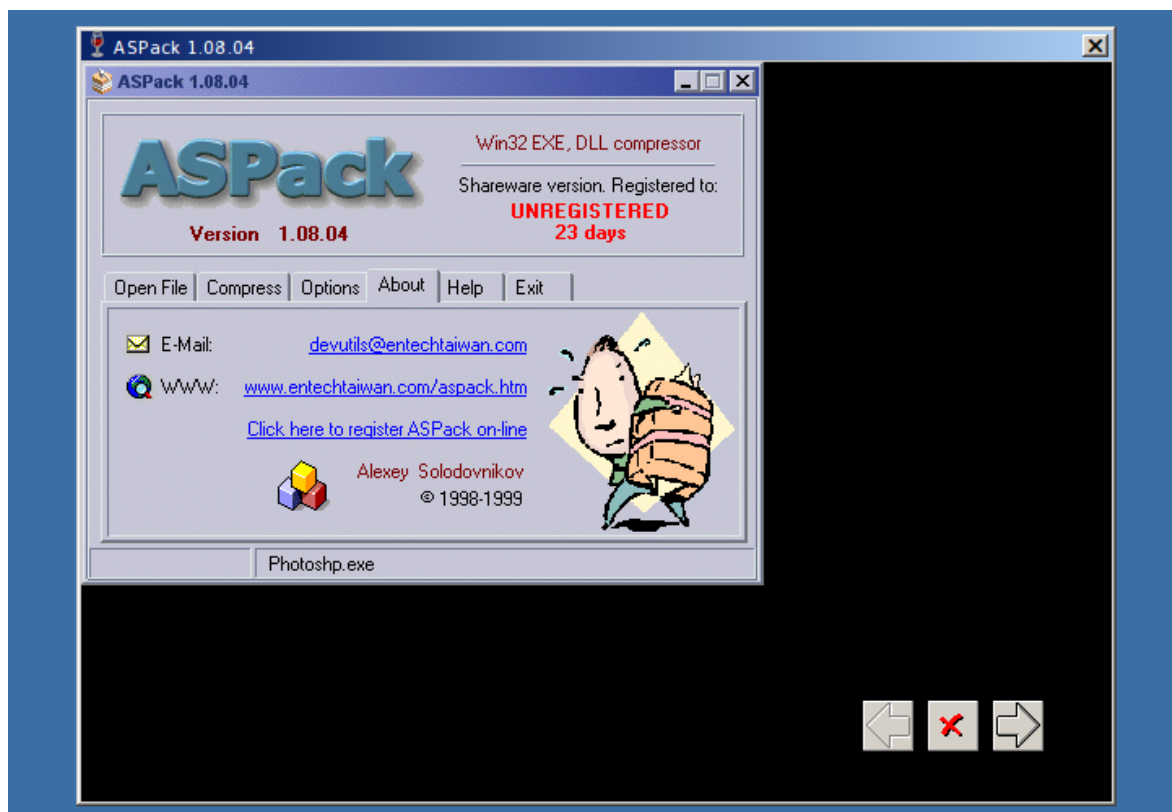 ASPack 1.08.04
ASPack 1.08.04
ASPack
Version 1.08.04
Win32 EXE, DLL compressor
Shareware version. Registered to:
UNREGISTERED
23 days
Open File Compress Options About Help Exit
E-Mail: devutils@entechtaiwan.com
WWW: www.entechtaiwan.com/aspack.htm
Click here to register ASPack on-line
Alexey Solodovnikov
© 1998-1999
Photoshp.exe